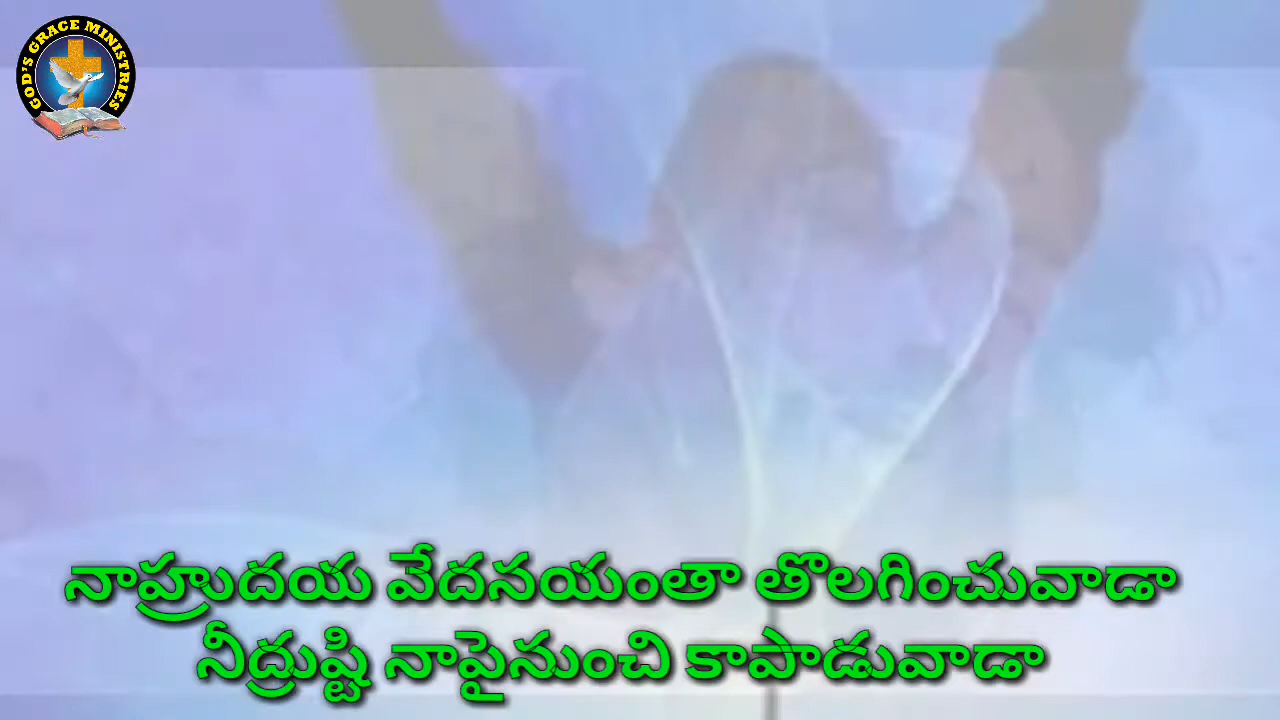 GOD'S GRACE MINISTRIES
నాహ్రుదయ వేదనయంతా తొలగించువాడా
నీద్రుష్టి నాపైనుంచి కాపాడువాడా